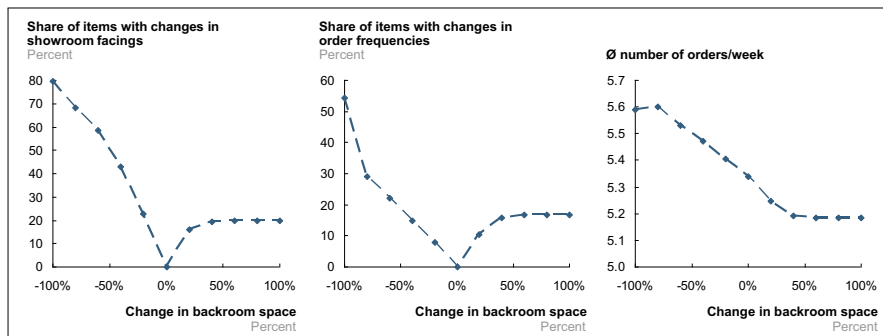 Share of items with changes in
showroom facings
Percent
80
70
60
50
40
30
20
10
0
-100% -50% 0% 50% 100%
Change in backroom space
Percent
Share of items with changes in
order frequencies
Percent
60
50
40
30
20
10
0
-100% -50% 0% 50% 100%
Change in backroom space
Percent
Ø number of orders/week
5.7
5.6
5.5
5.4
5.3
5.2
5.1
5.0
-100% -50% 0% 50% 100%
Change in backroom space
Percent